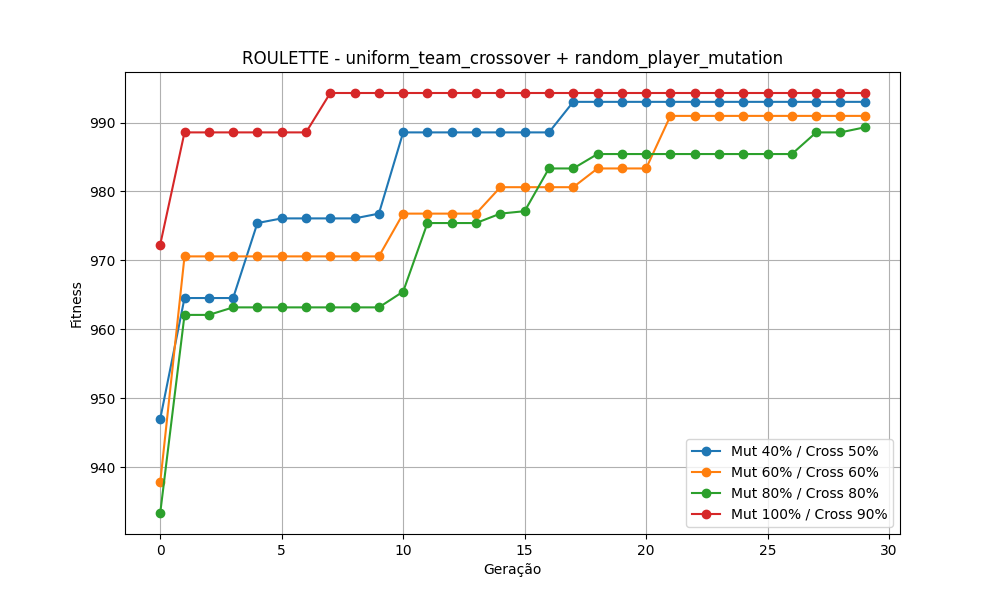 ROULETTE - uniform_team_crossover + random_player_mutation
Fitness
990
980
970
960
950
940
0 5 10 15 20 25 30
Geração
Mut 40% / Cross 50%
Mut 60% / Cross 60%
Mut 80% / Cross 80%
Mut 100% / Cross 90%